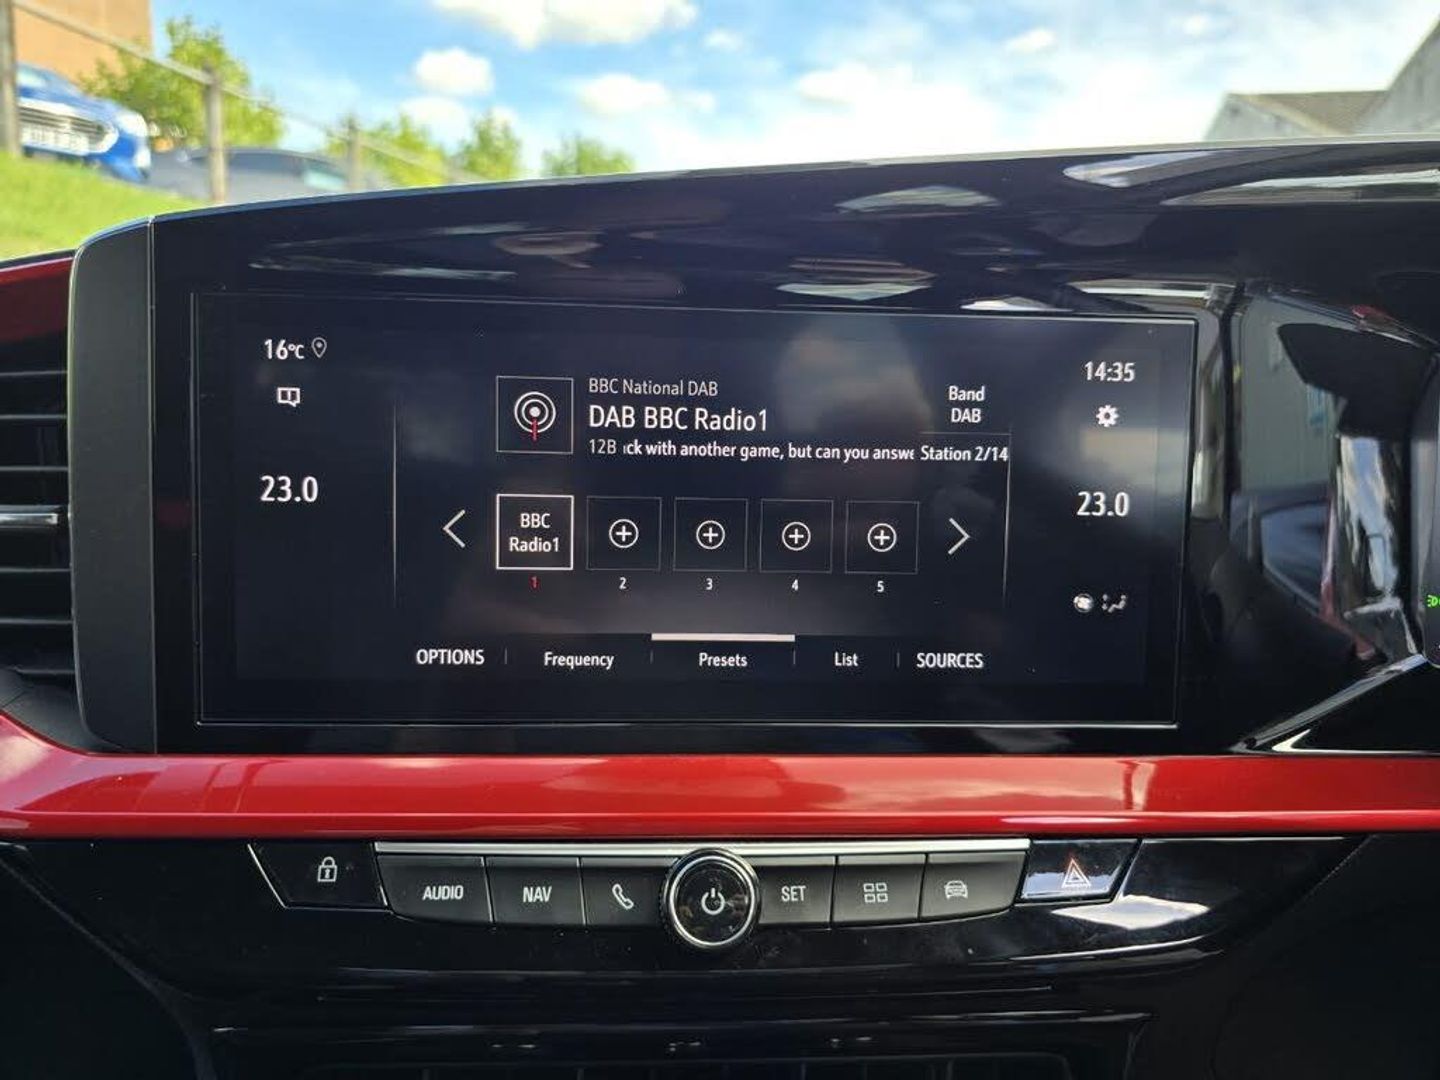 16°C
14:35
BBC National DAB
DAB BBC Radio1
12B ick with another game, but can you answe
Band
DAB
Station 2/14
23.0
23.0
BBC
Radio1
1
2
3
4
5
OPTIONS
Frequency
Presets
List
SOURCES
AUDIO
NAV
SET